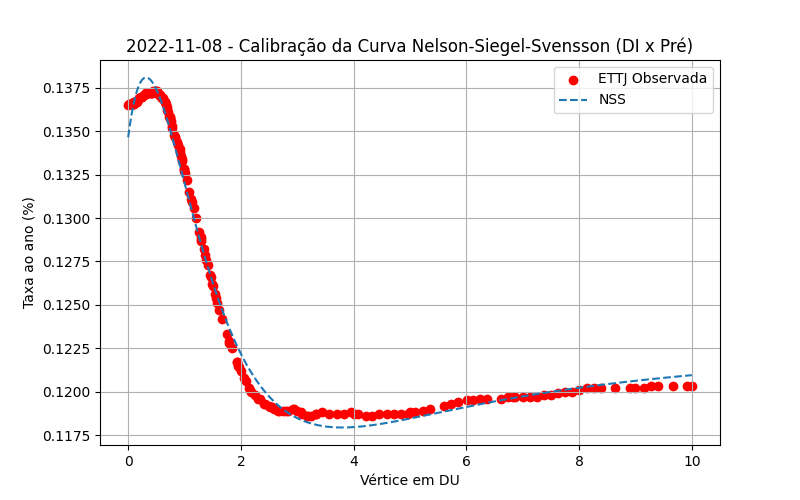 2022-11-08 - Calibração da Curva Nelson-Siegel-Svensson (DI x Pré)
ETTJ Observada
NSS
Taxa ao ano (%)
0.1375
0.1350
0.1325
0.1300
0.1275
0.1250
0.1225
0.1200
0.1175
0 2 4 6 8 10
Vértice em DU